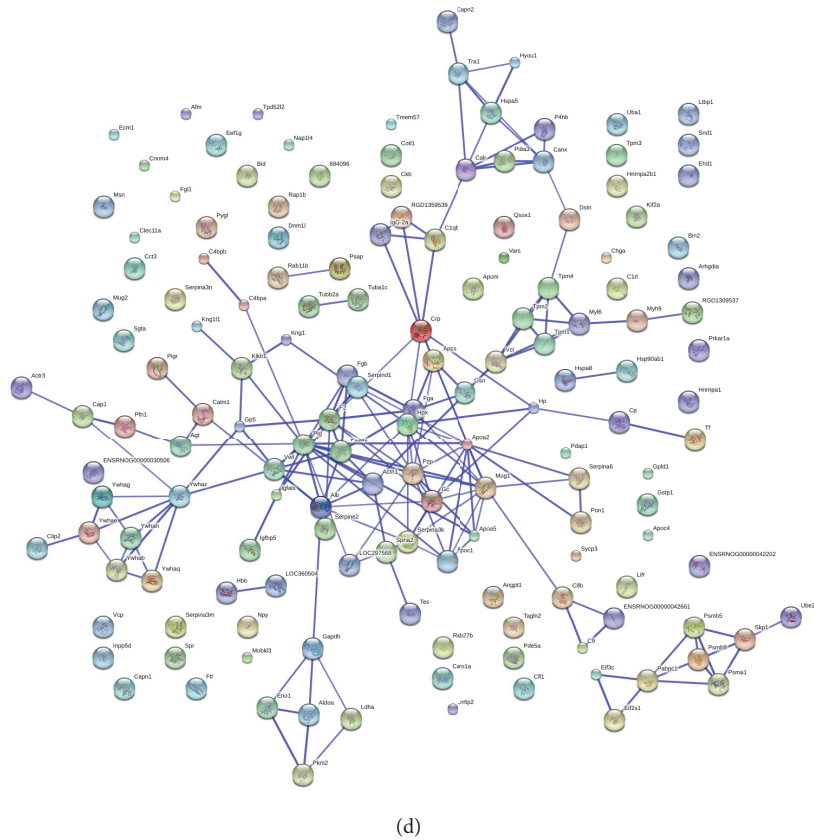 Capn2
Tra1
Hyou1
Hspa5
Afm
Tpd52l2
Tmem57
P4hb
Uba1
Ltbp1
Ecm1
Eef1g
Nap1l4
Cotl1
Pdia3
Canx
Tpm3
Snd1
Cnnm4
Bid
684096
Ckb
Calr
Hnrnpa2b1
Ehd1
Msn
Fgl1
Rap1b
RGD1359539
IgG-2a
C1qt
Qsox1
Dstn
Kif2a
Clec11a
Pygl
Dnm1l
Bin2
Cct3
C4bpb
Rab11b
Psap
Vars
Chga
Arhgdia
Mug2
Serpina3n
C4bpa
Tubb2a
Tuba1c
Apom
Tpm4
C1rl
Tpm2
Myl6
Myh9
RGD1309537
Sgta
Kng1l1
Kng1
Crp
Vcl
Tpm1
Prkar1a
Pigr
Klkb1
Apcs
Hspa8
Hsp90ab1
Actr3
Fgb
Serpind1
Gsn
Hnrnpa1
Cap1
Pfn1
Calm1
Gp5
F2
Fga
Hpx
Hp
Cp
Tf
Agt
Plg
Apoa2
Pdap1
ENSRNOG00000030506
Ywhaz
Vwf
Actn1
Pzp
Mug1
Serpina6
Gpld1
Ywhag
Igfals
Alb
Gc
Gstp1
Ywhae
Ywhah
Igfbp5
Serpine2
Serpina3k
Apoa5
Pon1
Apoc4
Clip2
Ywhab
Ywhaq
LOC297568
Spna2
Apoc1
Sycp3
ENSRNOG00000042202
Hbb
LOC360504
Tes
Angpt1
C8b
Lifr
ENSRNOG00000042661
Vcp
Serpina3m
Npy
Tagln2
Psmb5
Skp1
Inpp5d
Spr
Mobkl3
Gapdh
Rab27b
Pde5a
C9
Psmb8
Capn1
Ftl
Eno1
Aldoa
Ldha
Coro1a
Cfl1
Eif3c
Pabpc1
Psma1
Eif2s1
Pkm2
(d)